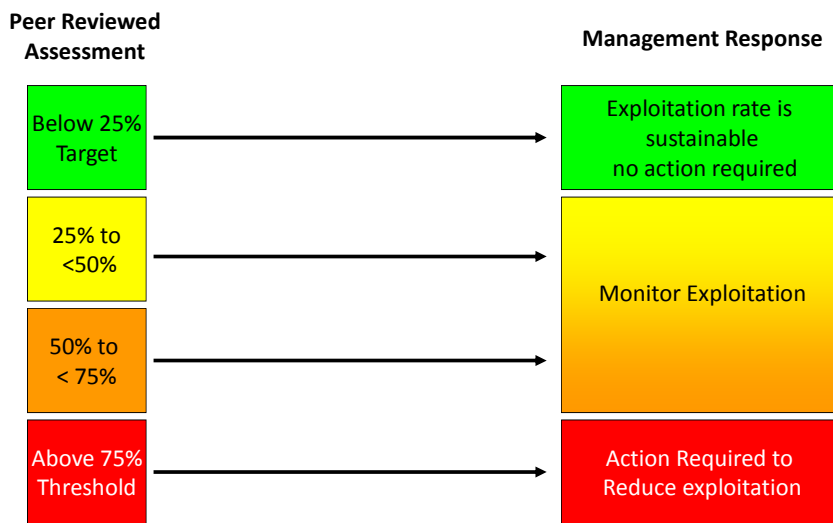 Peer Reviewed
Assessment
Management Response
Below 25%
Target
Exploitation rate is
sustainable
no action required
25% to
<50%
Monitor Exploitation
50% to
< 75%
Above 75%
Threshold
Action Required to
Reduce exploitation